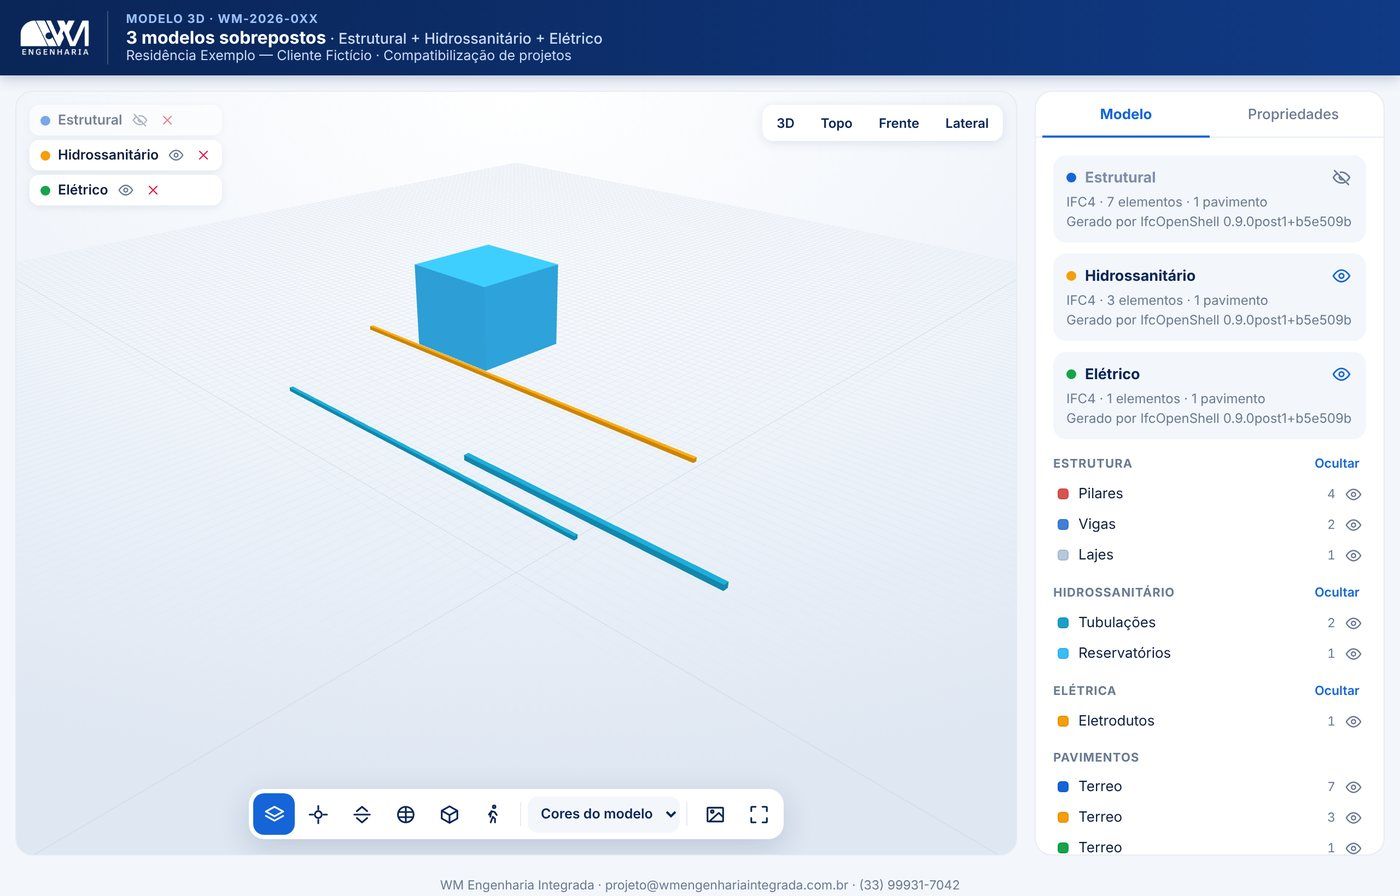 WM
ENGENHARIA
MODELO 3D · WM-2026-0XX
3 modelos sobrepostos · Estrutural + Hidrossanitário + Elétrico
Residência Exemplo — Cliente Fictício · Compatibilização de projetos
Estrutural
Hidrossanitário
Elétrico
3D Topo Frente Lateral
Cores do modelo
Modelo Propriedades
Estrutural
IFC4 · 7 elementos · 1 pavimento
Gerado por IfcOpenShell 0.9.0post1+b5e509b
Hidrossanitário
IFC4 · 3 elementos · 1 pavimento
Gerado por IfcOpenShell 0.9.0post1+b5e509b
Elétrico
IFC4 · 1 elementos · 1 pavimento
Gerado por IfcOpenShell 0.9.0post1+b5e509b
ESTRUTURA Ocultar
Pilares 4
Vigas 2
Lajes 1
HIDROSSANITÁRIO Ocultar
Tubulações 2
Reservatórios 1
ELÉTRICA Ocultar
Eletrodutos 1
PAVIMENTOS
Terreo 7
Terreo 3
Terreo 1
WM Engenharia Integrada · projeto@wmengenhariaintegrada.com.br · (33) 99931-7042